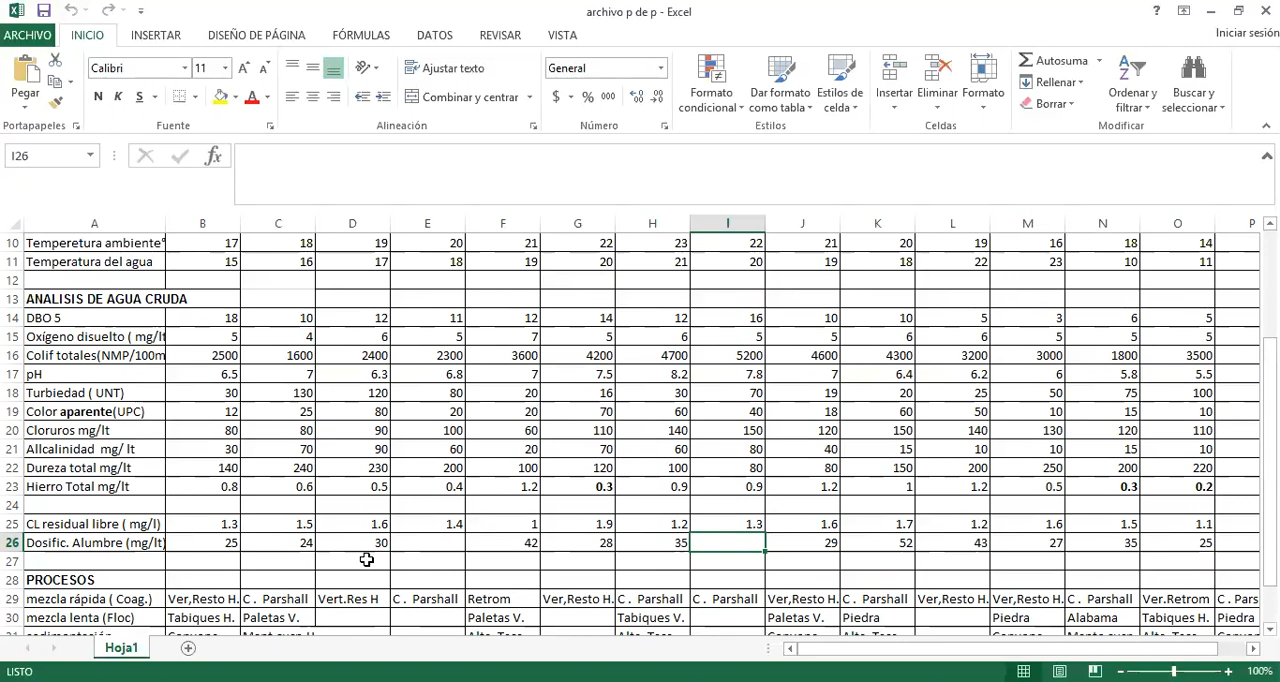 archivo p de p - Excel
ARCHIVO INICIO INSERTAR DISEÑO DE PÁGINA FÓRMULAS DATOS REVISAR VISTA Iniciar sesión
Pegar
Calibri 11
N K S
Ajustar texto
Combinar y centrar
General
$ % 000
Formato condicional
Dar formato como tabla
Estilos de celda
Insertar Eliminar Formato
Autosuma
Rellenar
Borrar
Ordenar y filtrar
Buscar y seleccionar
Portapapeles Fuente Alineación Número Estilos Celdas Modificar
I26 fx
A B C D E F G H I J K L M N O P
10 Temperetura ambiente° 17 18 19 20 21 22 23 22 21 20 19 16 18 14
11 Temperatura del agua 15 16 17 18 19 20 21 20 19 18 22 23 10 11
12
13 ANALISIS DE AGUA CRUDA
14 DBO 5 18 10 12 11 12 14 12 16 10 10 5 3 6 5
15 Oxígeno disuelto ( mg/lt 5 4 6 5 7 5 6 5 6 5 5 5 5 5
16 Colif totales(NMP/100m 2500 1600 2400 2300 3600 4200 4700 5200 4600 4300 3200 3000 1800 3500
17 pH 6.5 7 6.3 6.8 7 7.5 8.2 7.8 7 6.4 6.2 6 5.8 5.5
18 Turbiedad ( UNT) 30 130 120 80 20 16 30 70 19 20 25 50 75 100
19 Color aparente(UPC) 12 25 80 20 20 70 60 40 18 60 50 10 15 10
20 Cloruros mg/lt 80 80 90 100 60 110 140 150 120 150 140 130 120 110
21 Allcalinidad mg/ lt 30 70 90 60 20 70 60 80 40 15 10 10 15 10
22 Dureza total mg/lt 140 240 230 200 100 120 100 80 80 150 200 250 200 220
23 Hierro Total mg/lt 0.8 0.6 0.5 0.4 1.2 0.3 0.9 0.9 1.2 1 1.2 0.5 0.3 0.2
24
25 CL residual libre ( mg/l) 1.3 1.5 1.6 1.4 1 1.9 1.2 1.3 1.6 1.7 1.2 1.6 1.5 1.1
26 Dosific. Alumbre (mg/lt) 25 24 30 42 28 35 29 52 43 27 35 25
27
28 PROCESOS
29 mezcla rápida ( Coag.) Ver,Resto H. C . Parshall Vert.Res H C . Parshall Retrom Ver,Resto H. C . Parshall C . Parshall Ver,Resto H. C . Parshall Ver,Resto H. Ver,Resto H. C . Parshall Ver.Retrom C . Pars
30 mezcla lenta (Floc) Tabiques H. Paletas V. Paletas V. Tabiques V. Paletas V. Piedra Piedra Alabama Tabiques H. Piedra
Hoja1
LISTO 100%